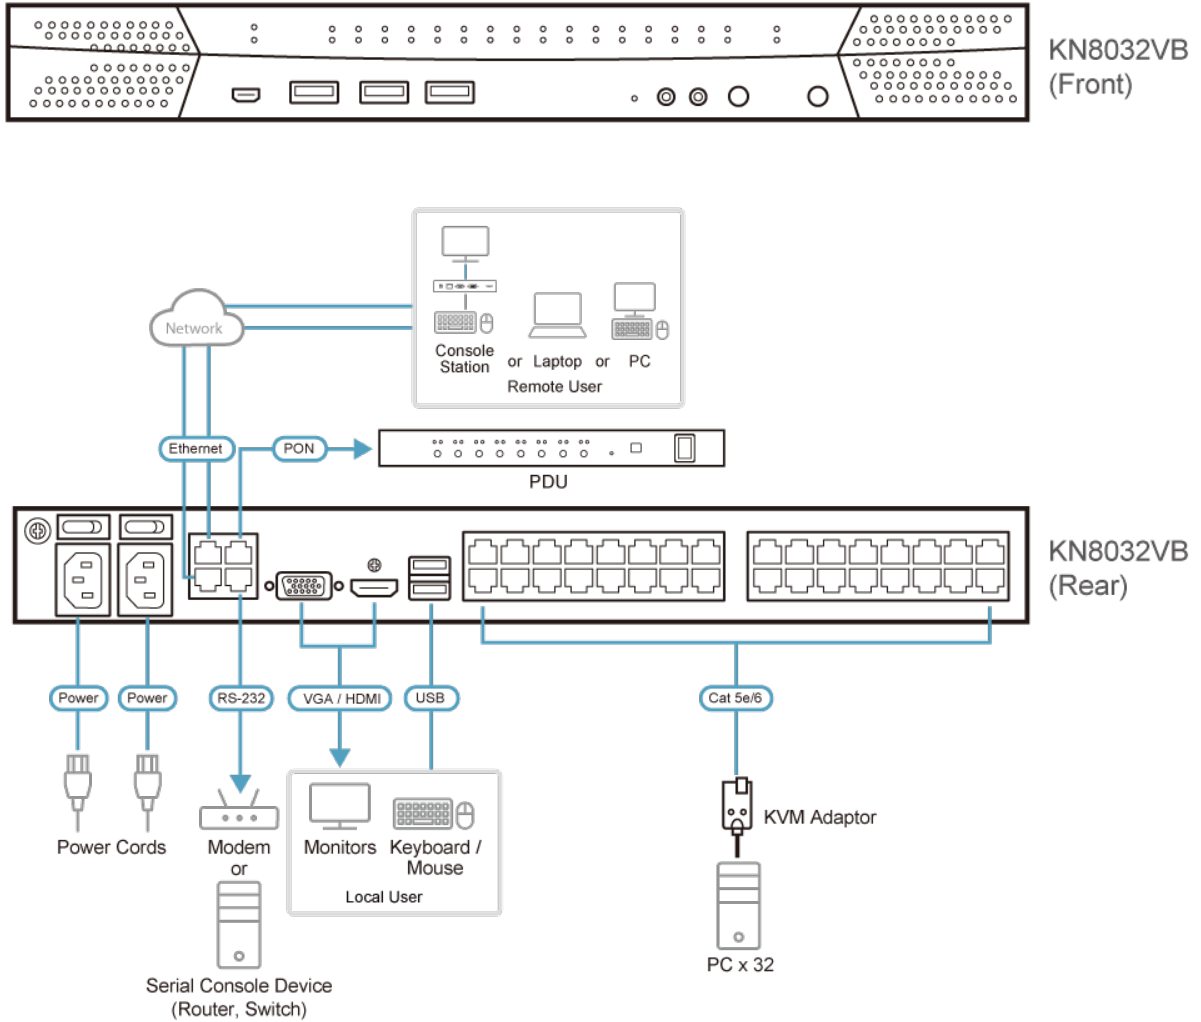 KN8032VB
(Front)
Network
Console
Station
or
Laptop
or
PC
Remote User
Ethernet
PON
PDU
KN8032VB
(Rear)
Power
Power
RS-232
VGA / HDMI
USB
Cat 5e/6
KVM Adaptor
Power Cords
Modem
or
Monitors
Keyboard /
Mouse
Local User
PC x 32
Serial Console Device
(Router, Switch)